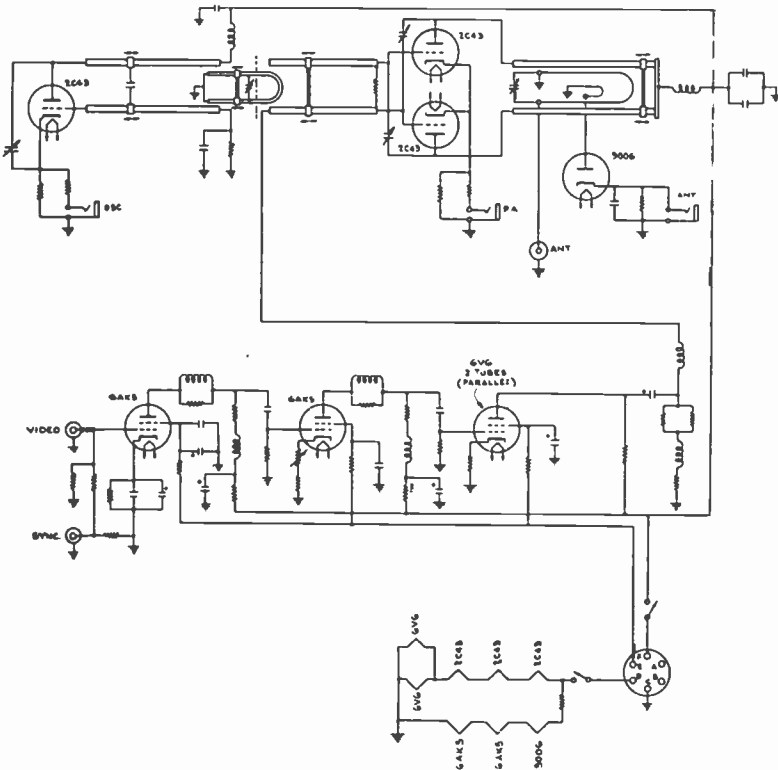 2C43
2C43
2C43
OSC
PA
9006
ANT
ANT
6V6
2 TUBES
(PARALLEL)
6AK5
6AK5
VIDEO
SYNC
6V6
6V6
2C43
2C43
2C43
6AK5
6AK5
9006
A
B
C
D
E
F